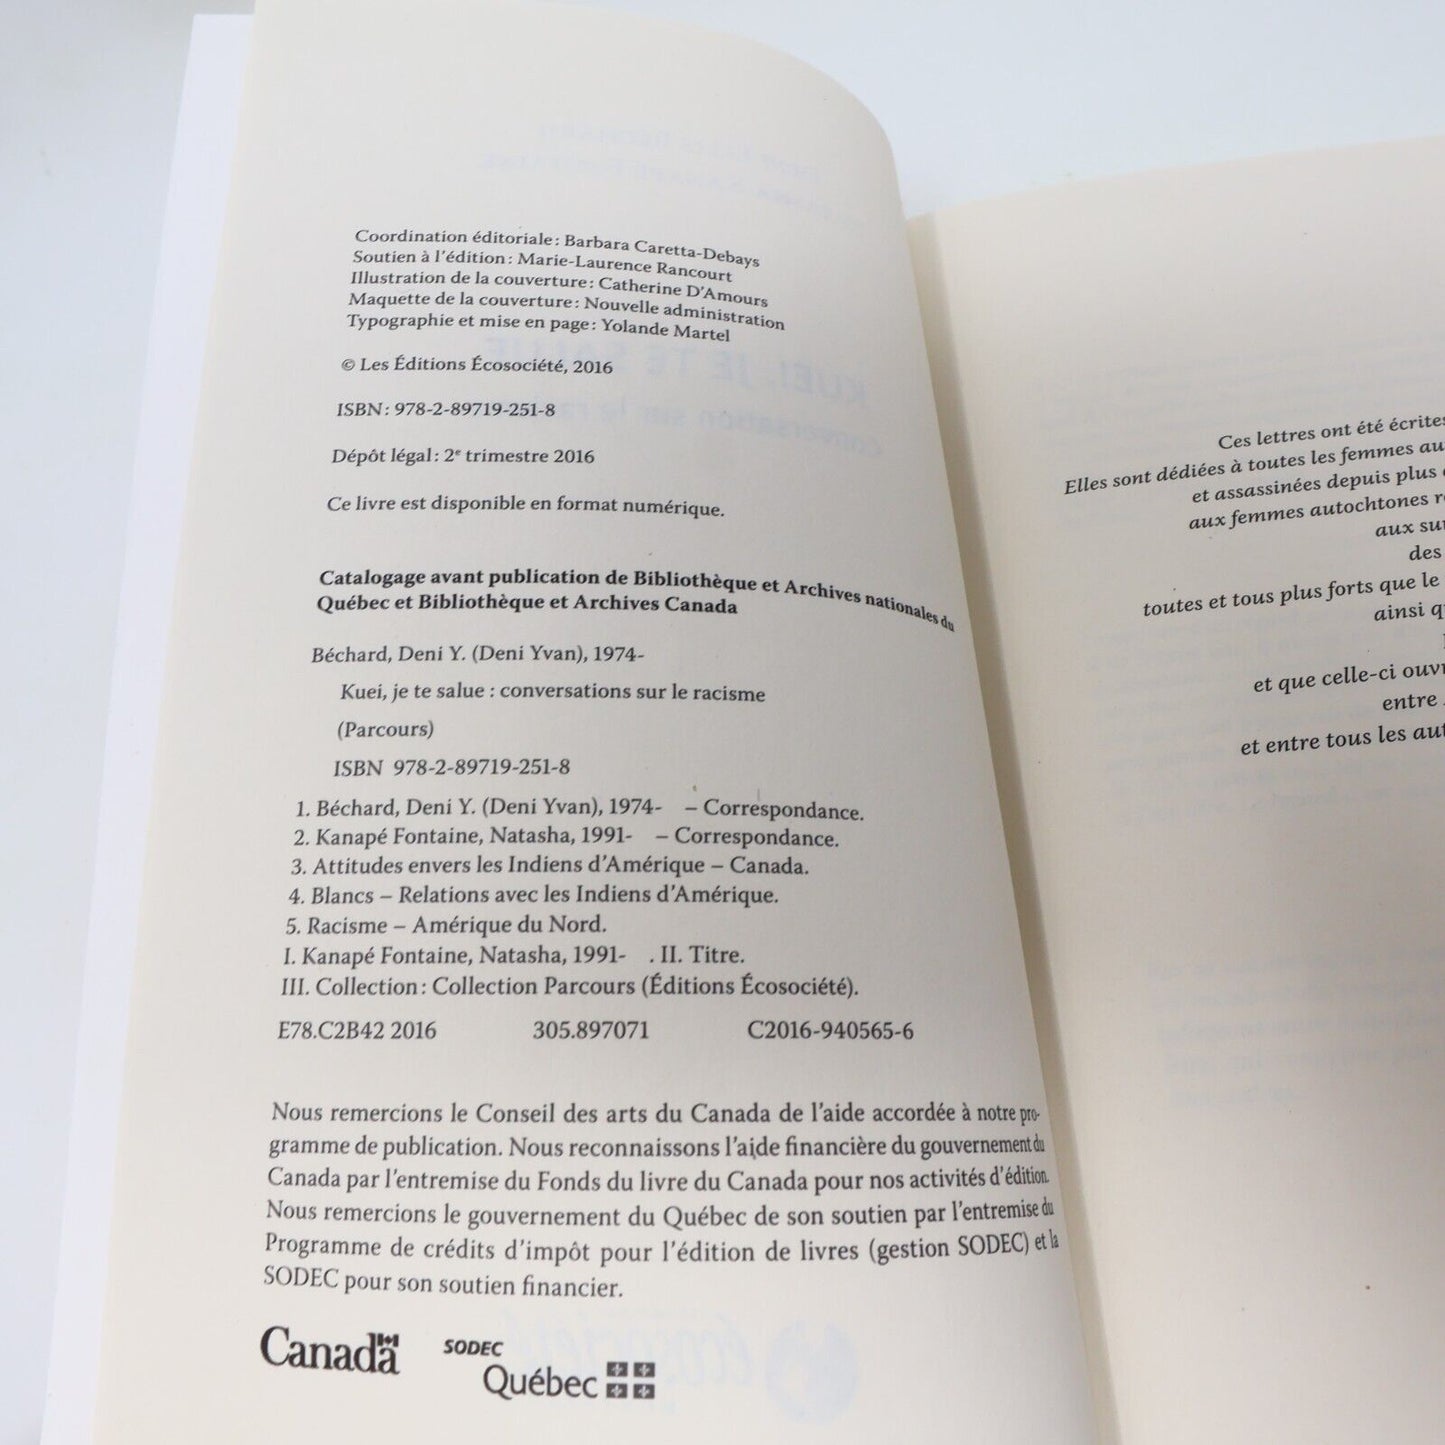 Coordination éditoriale : Barbara Caretta-Debays
Soutien à l'édition : Marie-Laurence Rancourt
Illustration de la couverture : Catherine D'Amours
Maquette de la couverture : Nouvelle administration
Typographie et mise en page : Yolande Martel
© Les Éditions Écosociété, 2016
ISBN : 978-2-89719-251-8
Dépôt légal : 2e trimestre 2016
Ce livre est disponible en format numérique.
Catalogage avant publication de Bibliothèque et Archives nationales du
Québec et Bibliothèque et Archives Canada
Béchard, Deni Y. (Deni Yvan), 1974-
Kuei, je te salue : conversations sur le racisme
(Parcours)
ISBN 978-2-89719-251-8
1. Béchard, Deni Y. (Deni Yvan), 1974- – Correspondance.
2. Kanapé Fontaine, Natasha, 1991- – Correspondance.
3. Attitudes envers les Indiens d'Amérique – Canada.
4. Blancs – Relations avec les Indiens d'Amérique.
5. Racisme – Amérique du Nord.
I. Kanapé Fontaine, Natasha, 1991- . II. Titre.
III. Collection : Collection Parcours (Éditions Écosociété).
E78.C2B42 2016 305.897071 C2016-940565-6
Nous remercions le Conseil des arts du Canada de l'aide accordée à notre pro-
gramme de publication. Nous reconnaissons l'aide financière du gouvernement du
Canada par l'entremise du Fonds du livre du Canada pour nos activités d'édition.
Nous remercions le gouvernement du Québec de son soutien par l'entremise du
Programme de crédits d'impôt pour l'édition de livres (gestion SODEC) et la
SODEC pour son soutien financier.
Canada
SODEC
Québec
Ces lettres ont été écrites
Elles sont dédiées à toutes les femmes au
et assassinées depuis plus
aux femmes autochtones
aux
des
toutes et tous plus forts que le
ainsi
et que celle-ci
entre
et entre tous les